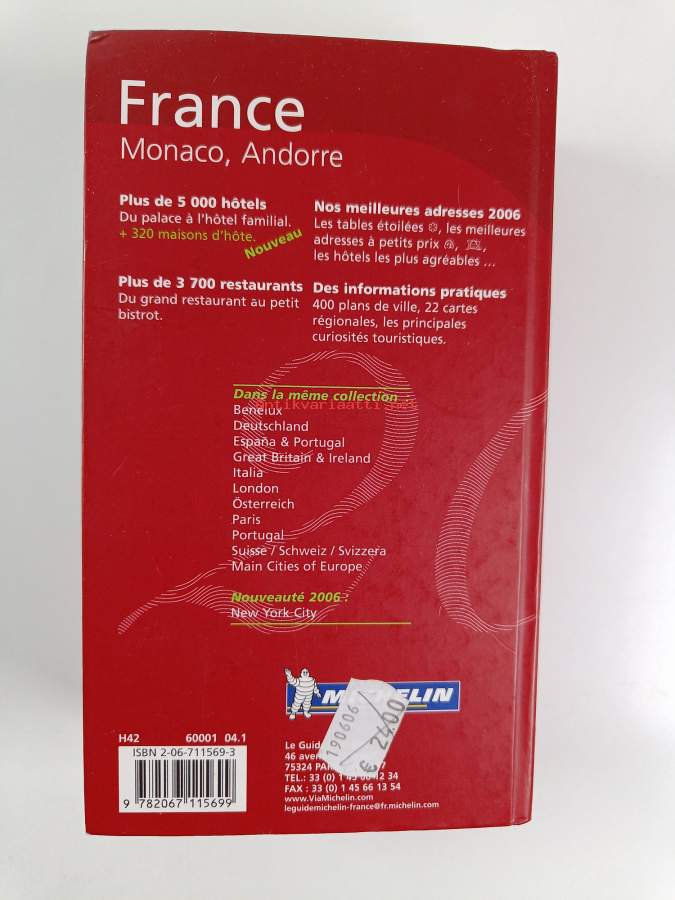 France
Monaco, Andorre
Plus de 5 000 hôtels
Du palace à l'hôtel familial.
+ 320 maisons d'hôte.
Nouveau
Nos meilleures adresses 2006
Les tables étoilées, les meilleures
adresses à petits prix , ,
les hôtels les plus agréables ...
Plus de 3 700 restaurants
Du grand restaurant au petit
bistrot.
Des informations pratiques
400 plans de ville, 22 cartes
régionales, les principales
curiosités touristiques.
Dans la même collection :
antikvariaatti.net
Benelux
Deutschland
España & Portugal
Great Britain & Ireland
Italia
London
Österreich
Paris
Portugal
Suisse / Schweiz / Svizzera
Main Cities of Europe
Nouveauté 2006 :
New York City
MICHELIN
190606
€ 24.00
H42 60001 04.1
ISBN 2-06-711569-3
9 782067 115699
Le Guide
46
75324
TEL.: 33 (0) 1 45 66 12 34
FAX : 33 (0) 1 45 66 13 54
www.ViaMichelin.com
leguidemichelin-france@fr.michelin.com